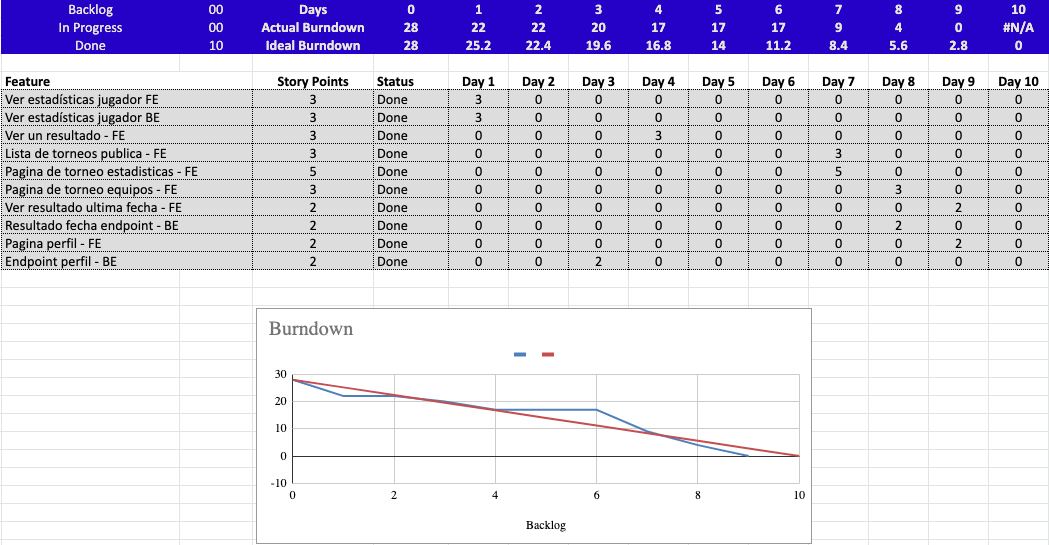 Backlog 00 Days 0 1 2 3 4 5 6 7 8 9 10
In Progress 00 Actual Burndown 28 22 22 20 17 17 17 9 4 0 #N/A
Done 10 Ideal Burndown 28 25.2 22.4 19.6 16.8 14 11.2 8.4 5.6 2.8 0
Feature Story Points Status Day 1 Day 2 Day 3 Day 4 Day 5 Day 6 Day 7 Day 8 Day 9 Day 10
Ver estadísticas jugador FE 3 Done 3 0 0 0 0 0 0 0 0 0
Ver estadísticas jugador BE 3 Done 3 0 0 0 0 0 0 0 0 0
Ver un resultado - FE 3 Done 0 0 0 3 0 0 0 0 0 0
Lista de torneos publica - FE 3 Done 0 0 0 0 0 0 3 0 0 0
Pagina de torneo estadisticas - FE 5 Done 0 0 0 0 0 0 5 0 0 0
Pagina de torneo equipos - FE 3 Done 0 0 0 0 0 0 0 3 0 0
Ver resultado ultima fecha - FE 2 Done 0 0 0 0 0 0 0 0 2 0
Resultado fecha endpoint - BE 2 Done 0 0 0 0 0 0 0 2 0 0
Pagina perfil - FE 2 Done 0 0 0 0 0 0 0 0 2 0
Endpoint perfil - BE 2 Done 0 0 2 0 0 0 0 0 0 0
Burndown
30
20
10
0
-10
0 2 4 6 8 10
Backlog